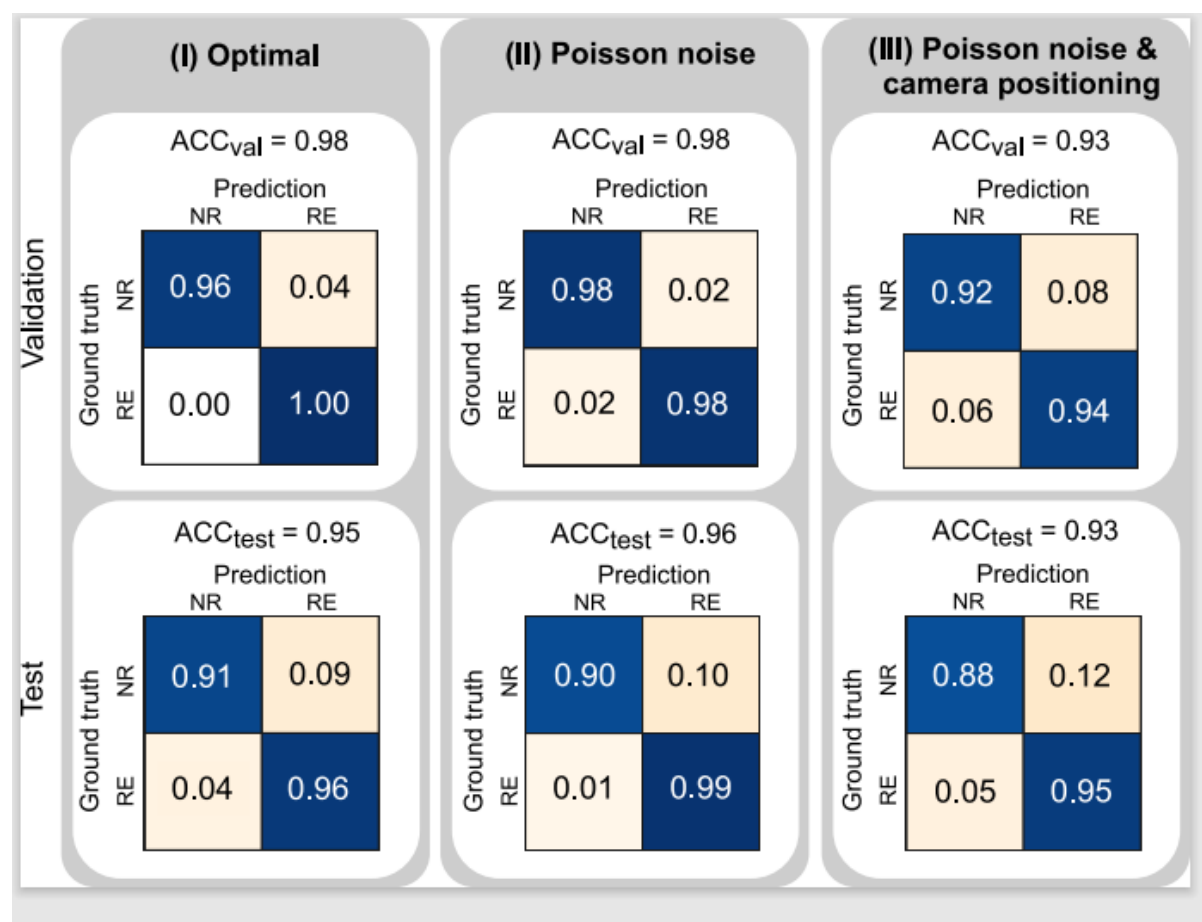 (I) Optimal
(II) Poisson noise
(III) Poisson noise &
camera positioning
Validation
ACCval = 0.98
Prediction
NR RE
Ground truth
NR 0.96 0.04
RE 0.00 1.00
ACCval = 0.98
Prediction
NR RE
Ground truth
NR 0.98 0.02
RE 0.02 0.98
ACCval = 0.93
Prediction
NR RE
Ground truth
NR 0.92 0.08
RE 0.06 0.94
Test
ACCtest = 0.95
Prediction
NR RE
Ground truth
NR 0.91 0.09
RE 0.04 0.96
ACCtest = 0.96
Prediction
NR RE
Ground truth
NR 0.90 0.10
RE 0.01 0.99
ACCtest = 0.93
Prediction
NR RE
Ground truth
NR 0.88 0.12
RE 0.05 0.95